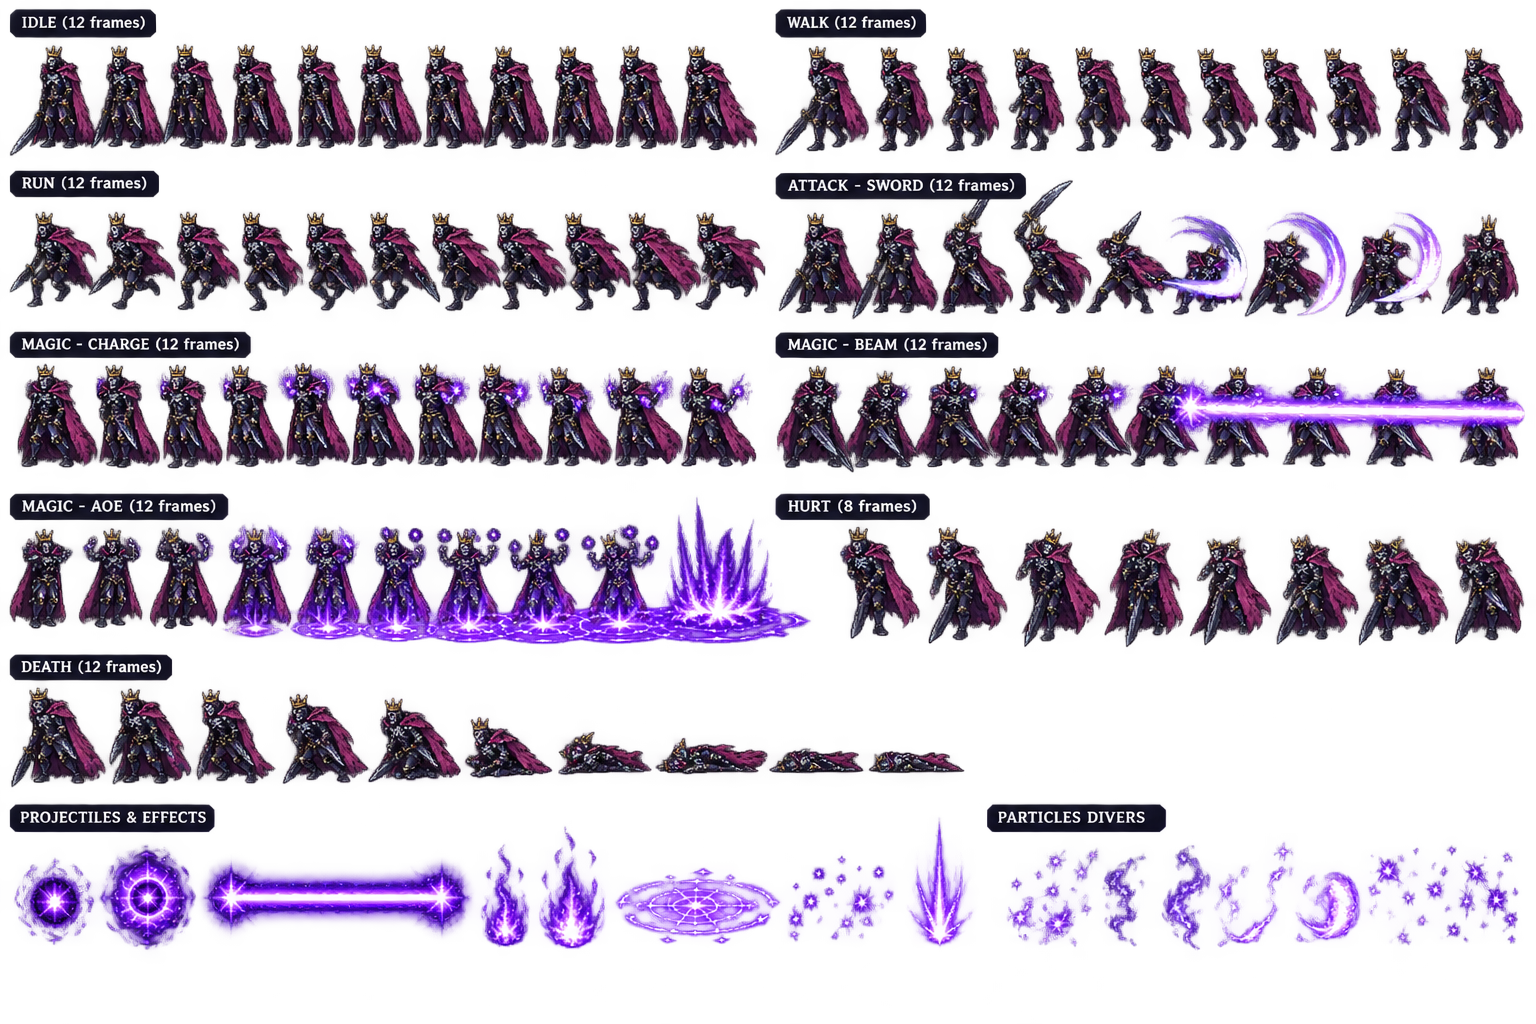 IDLE (12 frames)
WALK (12 frames)
RUN (12 frames)
ATTACK - SWORD (12 frames)
MAGIC - CHARGE (12 frames)
MAGIC - BEAM (12 frames)
MAGIC - AOE (12 frames)
HURT (8 frames)
DEATH (12 frames)
PROJECTILES & EFFECTS
PARTICLES DIVERS